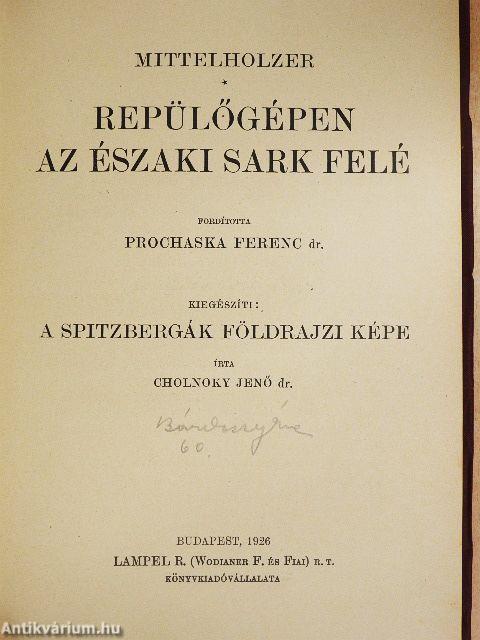 MITTELHOLZER
*
REPÜLŐGÉPEN
AZ ÉSZAKI SARK FELÉ
FORDÍTOTTA
PROCHASKA FERENC dr.
KIEGÉSZÍTI:
A SPITZBERGÁK FÖLDRAJZI KÉPE
ÍRTA
CHOLNOKY JENŐ dr.
60.
BUDAPEST, 1926
LAMPEL R. (WODIANER F. ÉS FIAI) R. T.
KÖNYVKIADÓVÁLLALATA
Antikvárium.hu